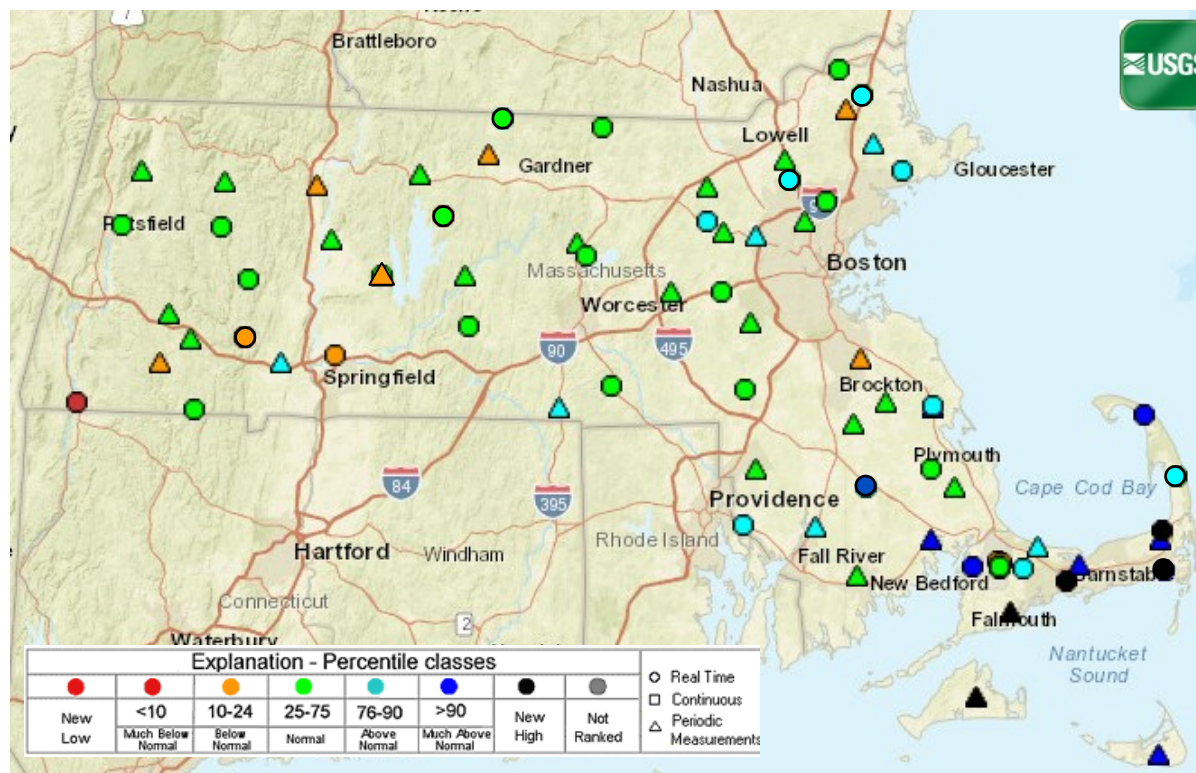 7
Brattleboro
USGS
Nashua
Lowell
Gardner
Gloucester
Pittsfield
Massachusetts
Boston
Worcester
90
495
Springfield
Brockton
84
395
Plymouth
Cape Cod Bay
Providence
Hartford
Windham
Rhode Island
Fall River
New Bedford
Barnstable
Falmouth
Connecticut
2
Waterbury
Nantucket
Sound
Explanation - Percentile classes
New
Low
<10
Much Below
Normal
10-24
Below
Normal
25-75
Normal
76-90
Above
Normal
>90
Much Above
Normal
New
High
Not
Ranked
Real Time
Continuous
Periodic
Measurements